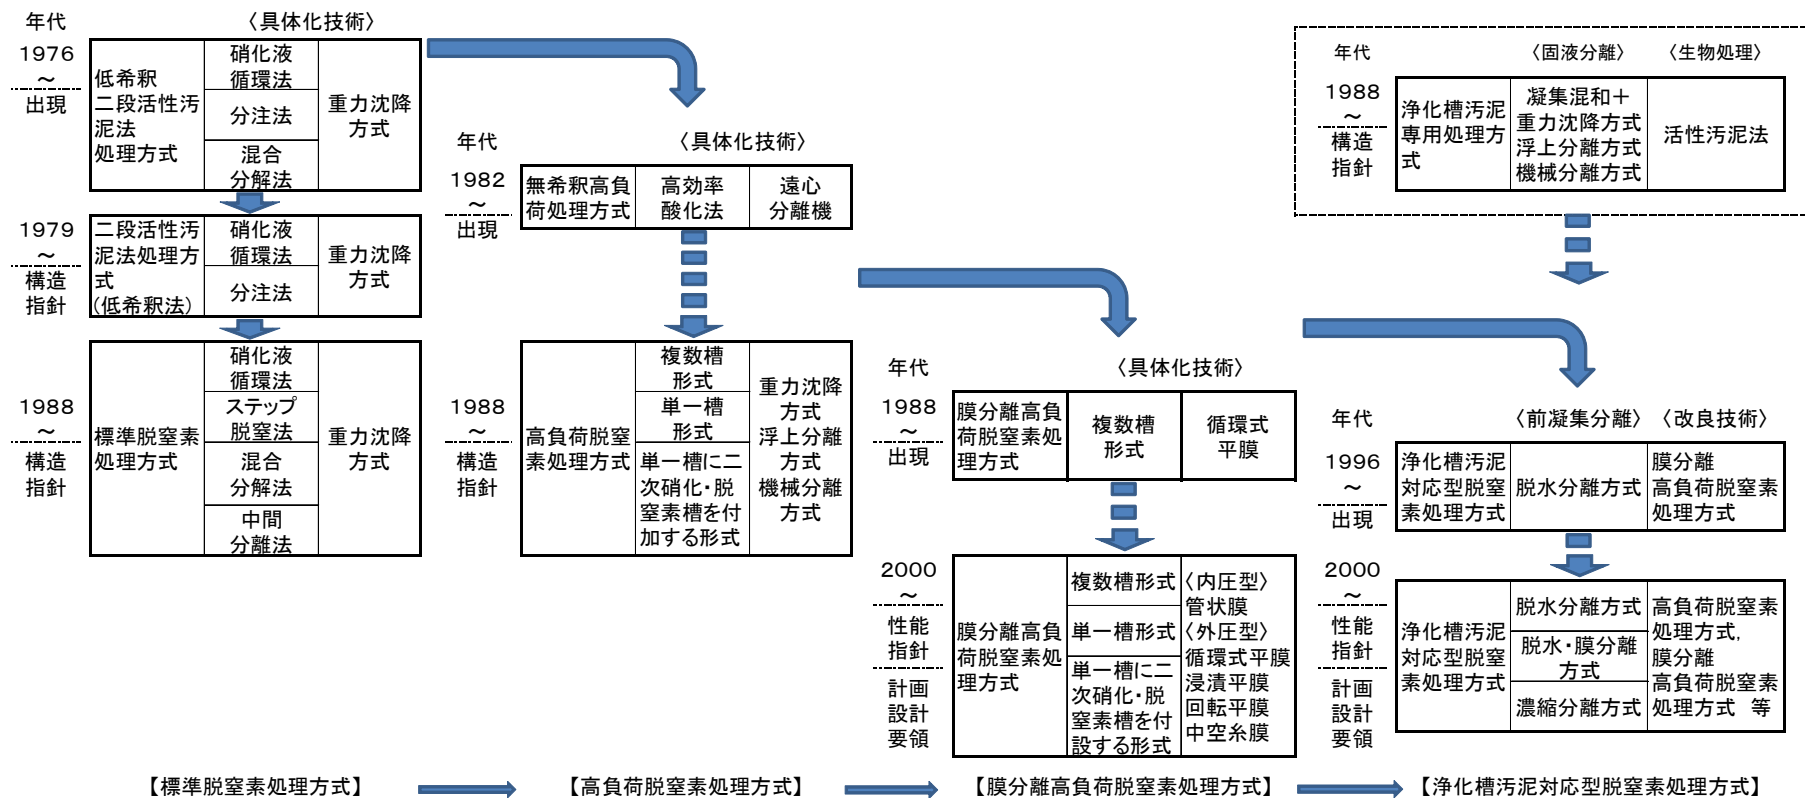 年代
〈具体化技術〉
1976
～
出現
低希釈
二段活性汚
泥法
処理方式
硝化液
循環法
分注法
混合
分解法
重力沈降
方式
1979
～
構造
指針
二段活性汚
泥法処理方
式
(低希釈法)
硝化液
循環法
分注法
重力沈降
方式
1988
～
構造
指針
標準脱窒素
処理方式
硝化液
循環法
ステップ
脱窒法
混合
分解法
中間
分離法
重力沈降
方式
年代
〈具体化技術〉
1982
～
出現
無希釈高負
荷処理方式
高効率
酸化法
遠心
分離機
1988
～
構造
指針
高負荷脱窒
素処理方式
複数槽
形式
単一槽
形式
単一槽に二
次硝化・脱
窒素槽を付
加する形式
重力沈降
方式
浮上分離
方式
機械分離
方式
年代
〈具体化技術〉
1988
～
出現
膜分離高負
荷脱窒素処
理方式
複数槽
形式
循環式
平膜
2000
～
性能
指針
計画
設計
要領
膜分離高負
荷脱窒素処
理方式
複数槽形式
単一槽形式
単一槽に二
次硝化・脱
窒素槽を付
設する形式
〈内圧型〉
管状膜
〈外圧型〉
循環式平膜
浸漬平膜
回転平膜
中空糸膜
年代
〈固液分離〉
〈生物処理〉
1988
～
構造
指針
浄化槽汚泥
専用処理方
式
凝集混和＋
重力沈降方式
浮上分離方式
機械分離方式
活性汚泥法
年代
〈前凝集分離〉
〈改良技術〉
1996
～
出現
浄化槽汚泥
対応型脱窒
素処理方式
脱水分離方式
膜分離
高負荷脱窒素
処理方式
2000
～
性能
指針
計画
設計
要領
浄化槽汚泥
対応型脱窒
素処理方式
脱水分離方式
脱水・膜分離
方式
濃縮分離方式
高負荷脱窒素
処理方式,
膜分離
高負荷脱窒素
処理方式 等
【標準脱窒素処理方式】
【高負荷脱窒素処理方式】
【膜分離高負荷脱窒素処理方式】
【浄化槽汚泥対応型脱窒素処理方式】